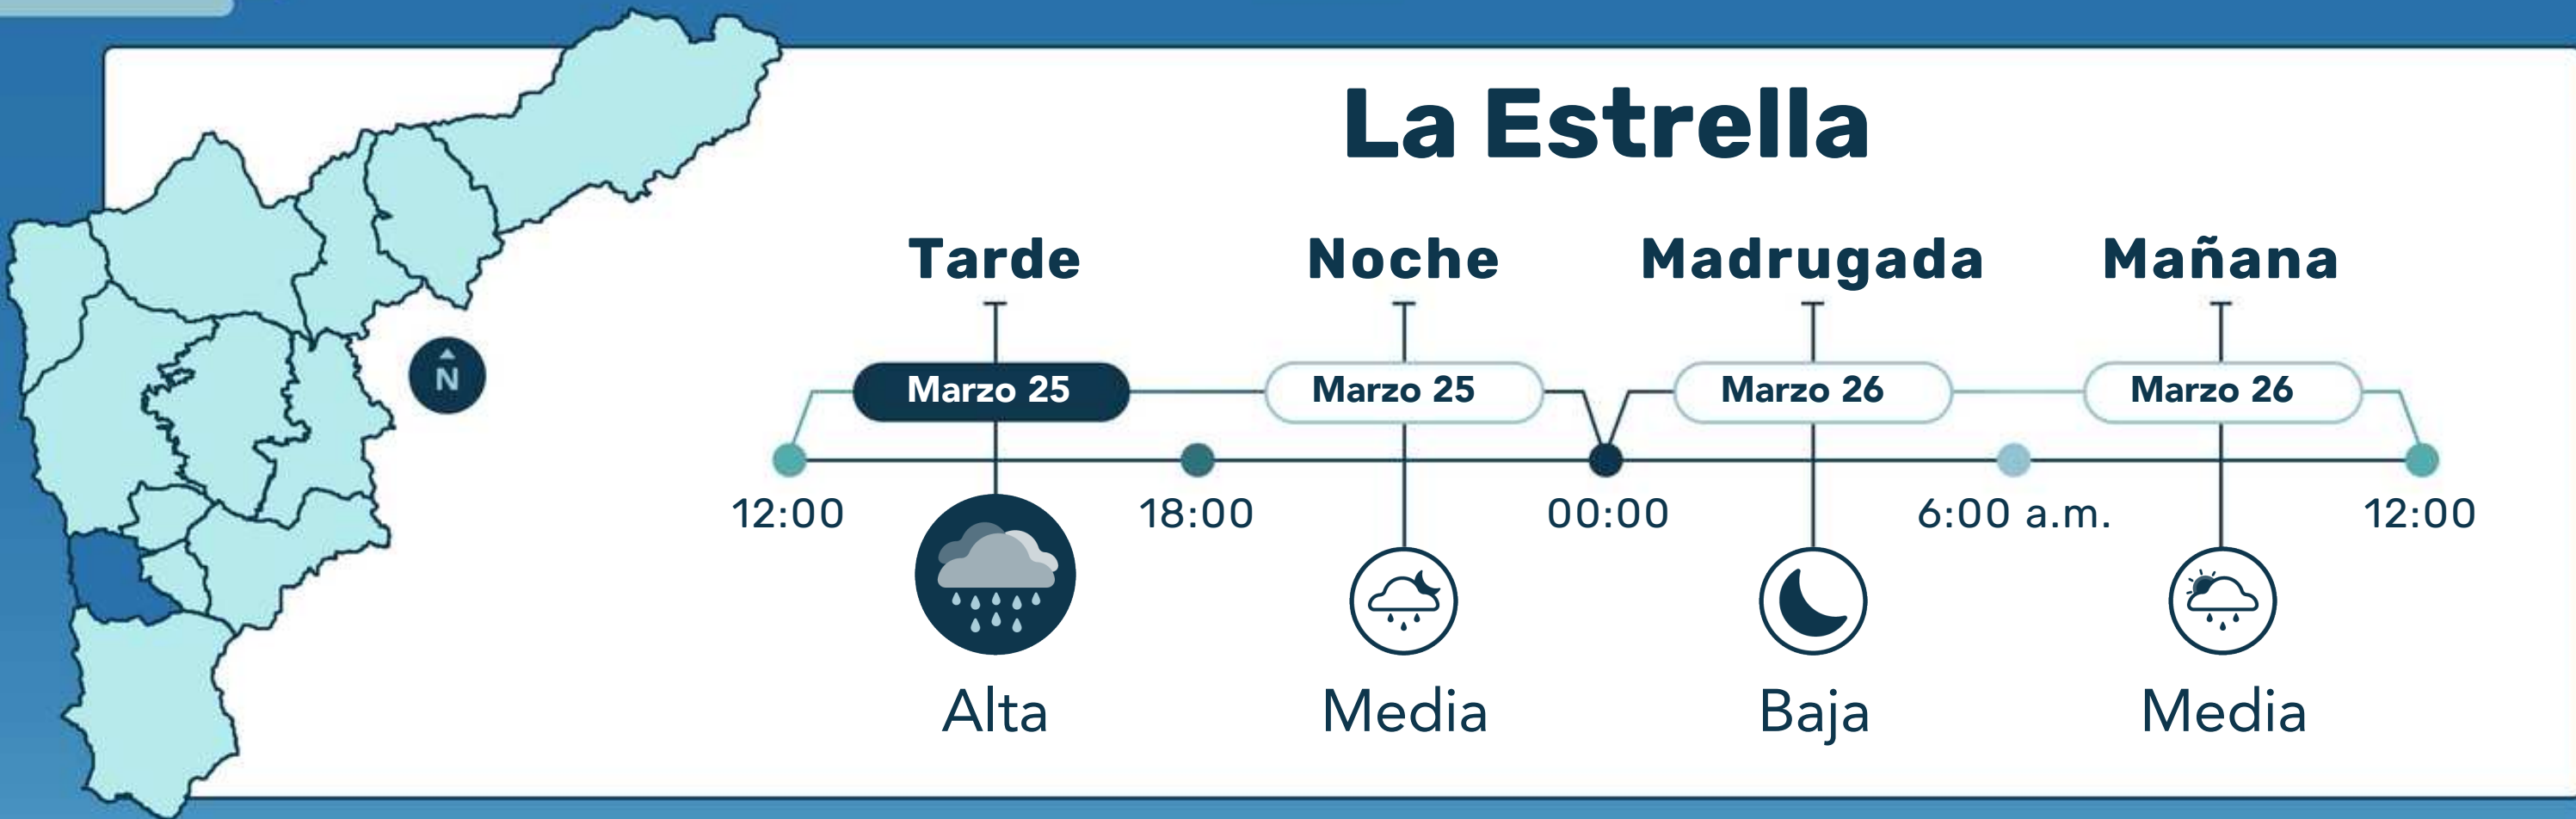 La Estrella
Tarde
Noche
Madrugada
Mañana
Marzo 25
Marzo 25
Marzo 26
Marzo 26
N
12:00
18:00
00:00
6:00 a.m.
12:00
Alta
Media
Baja
Media